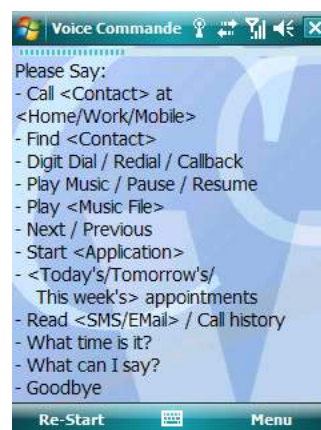 Voice Commande
Please Say:
- Call <Contact> at
<Home/Work/Mobile>
- Find <Contact>
- Digit Dial / Redial / Callback
- Play Music / Pause / Resume
- Play <Music File>
- Next / Previous
- Start <Application>
- <Today's/Tomorrow's/
This week's> appointments
- Read <SMS/EMail> / Call history
- What time is it?
- What can I say?
- Goodbye
Re-Start Menu